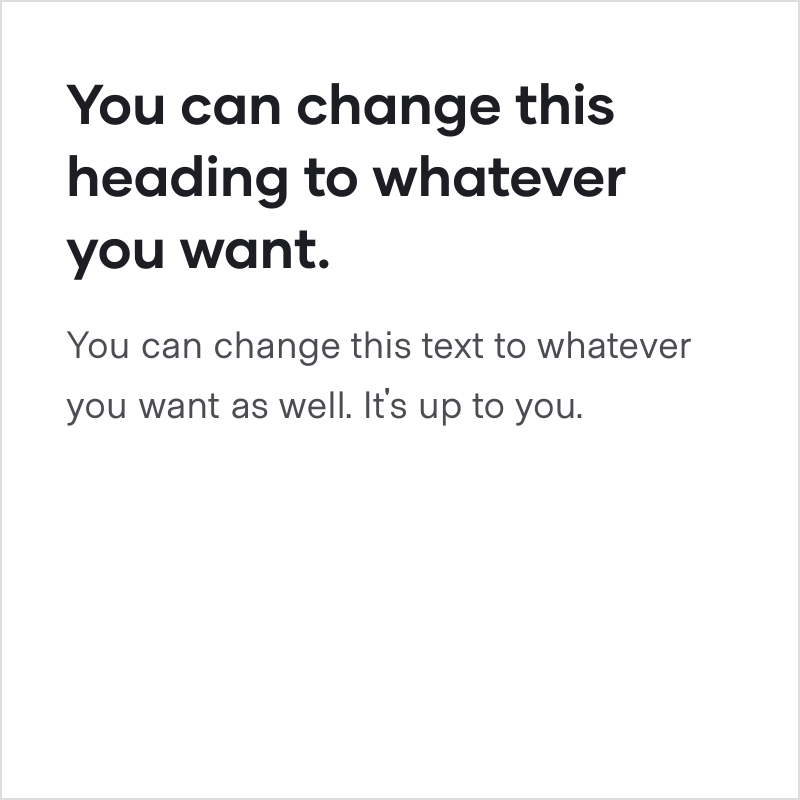 You can change this
heading to whatever
you want.
You can change this text to whatever
you want as well. It's up to you.